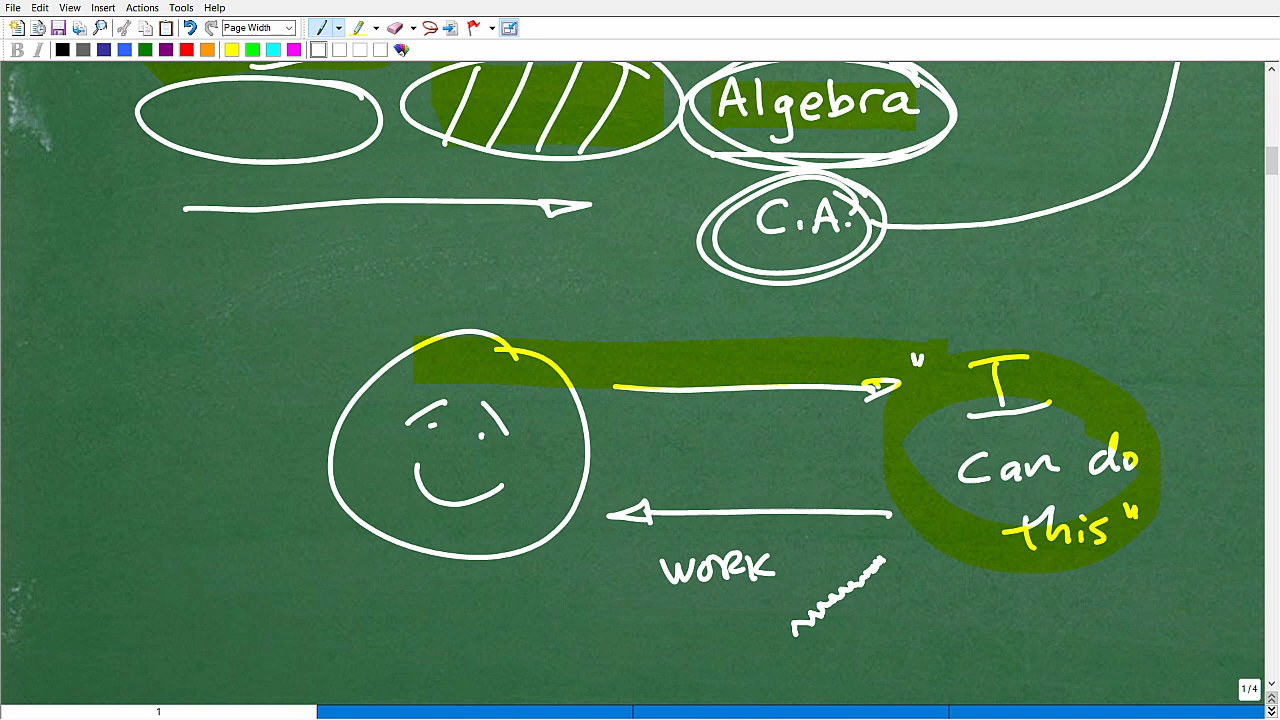 File Edit View Insert Actions Tools Help
Page Width
B I
Algebra
C.A.
" I
Can do
this"
WORK
1/4
1